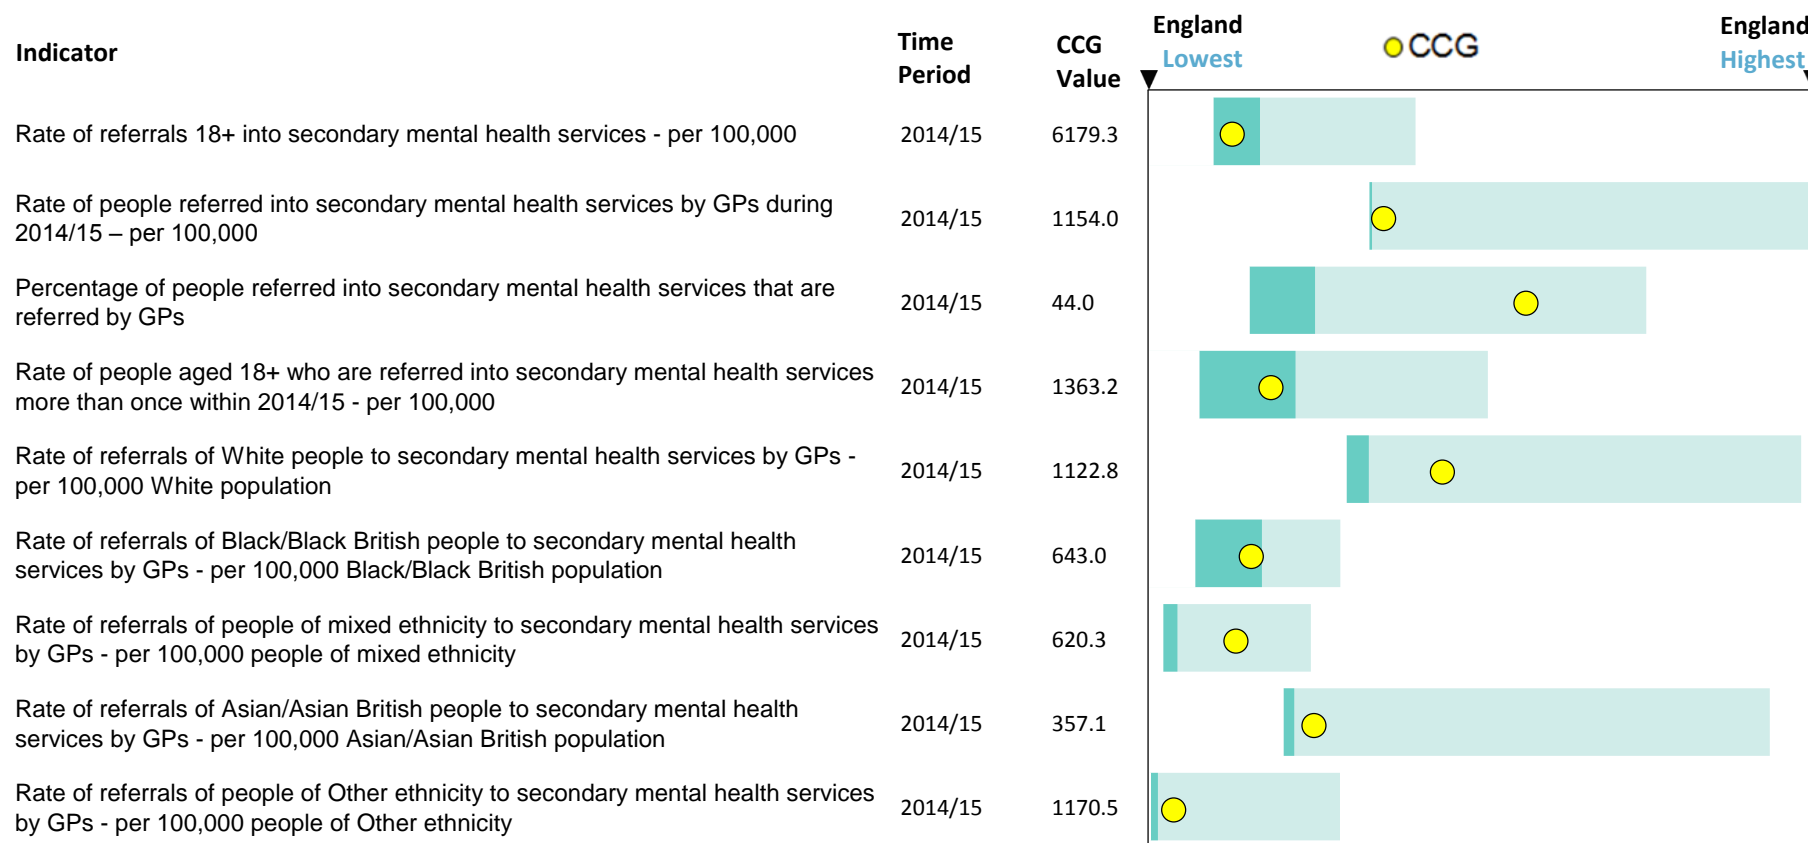 Indicator
Time
Period
CCG
Value
England
Lowest
CCG
England
Highest
Rate of referrals 18+ into secondary mental health services - per 100,000
2014/15
6179.3
Rate of people referred into secondary mental health services by GPs during
2014/15 – per 100,000
2014/15
1154.0
Percentage of people referred into secondary mental health services that are
referred by GPs
2014/15
44.0
Rate of people aged 18+ who are referred into secondary mental health services
more than once within 2014/15 - per 100,000
2014/15
1363.2
Rate of referrals of White people to secondary mental health services by GPs -
per 100,000 White population
2014/15
1122.8
Rate of referrals of Black/Black British people to secondary mental health
services by GPs - per 100,000 Black/Black British population
2014/15
643.0
Rate of referrals of people of mixed ethnicity to secondary mental health services
by GPs - per 100,000 people of mixed ethnicity
2014/15
620.3
Rate of referrals of Asian/Asian British people to secondary mental health
services by GPs - per 100,000 Asian/Asian British population
2014/15
357.1
Rate of referrals of people of Other ethnicity to secondary mental health services
by GPs - per 100,000 people of Other ethnicity
2014/15
1170.5